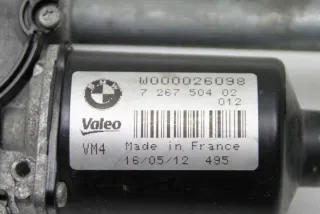 W000026098
7 267 504 02
012
Valeo
VM4 Made in France
16/05/12 495